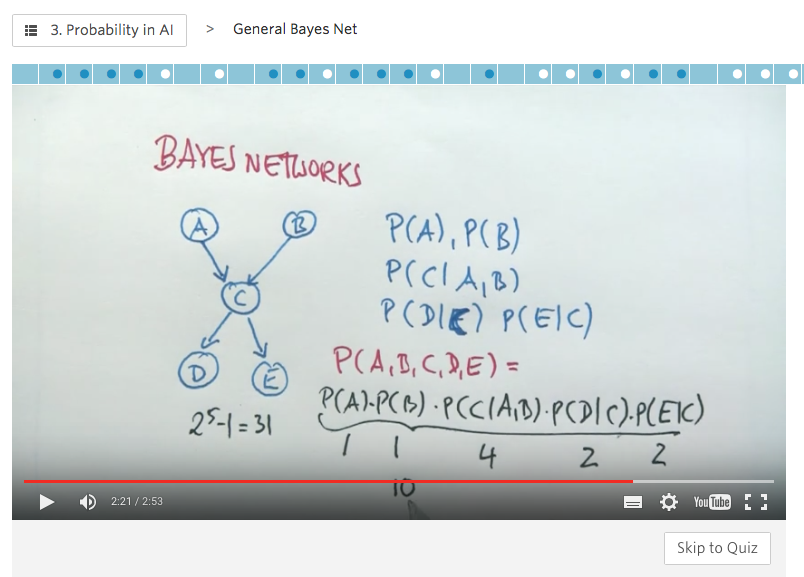 3. Probability in AI > General Bayes Net
BAYES NETWORKS
A B
P(A), P(B)
P(C|A,B)
C
P(D|C) P(E|C)
P(A,B,C,D,E) =
D E
P(A).P(B).P(C|A,B).P(D|C).P(E|C)
2^5-1=31
1 1 4 2 2
10
2:21 / 2:53
YouTube
Skip to Quiz